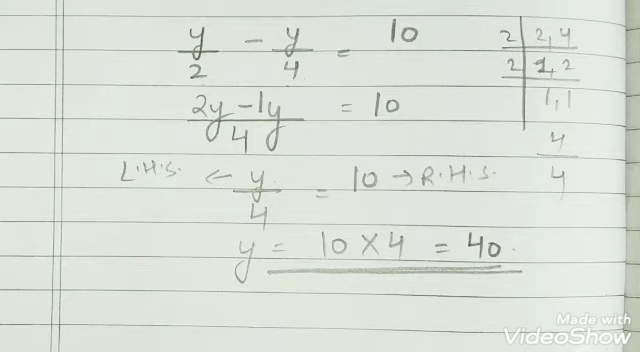 y/2 - y/4 = 10
2y-1y/4 = 10
L.H.S. ← y/4 = 10 → R.H.S.
y = 10 × 4 = 40.
2 | 2, 4
2 | 1, 2
1, 1
4/4
Made with
VideoShow